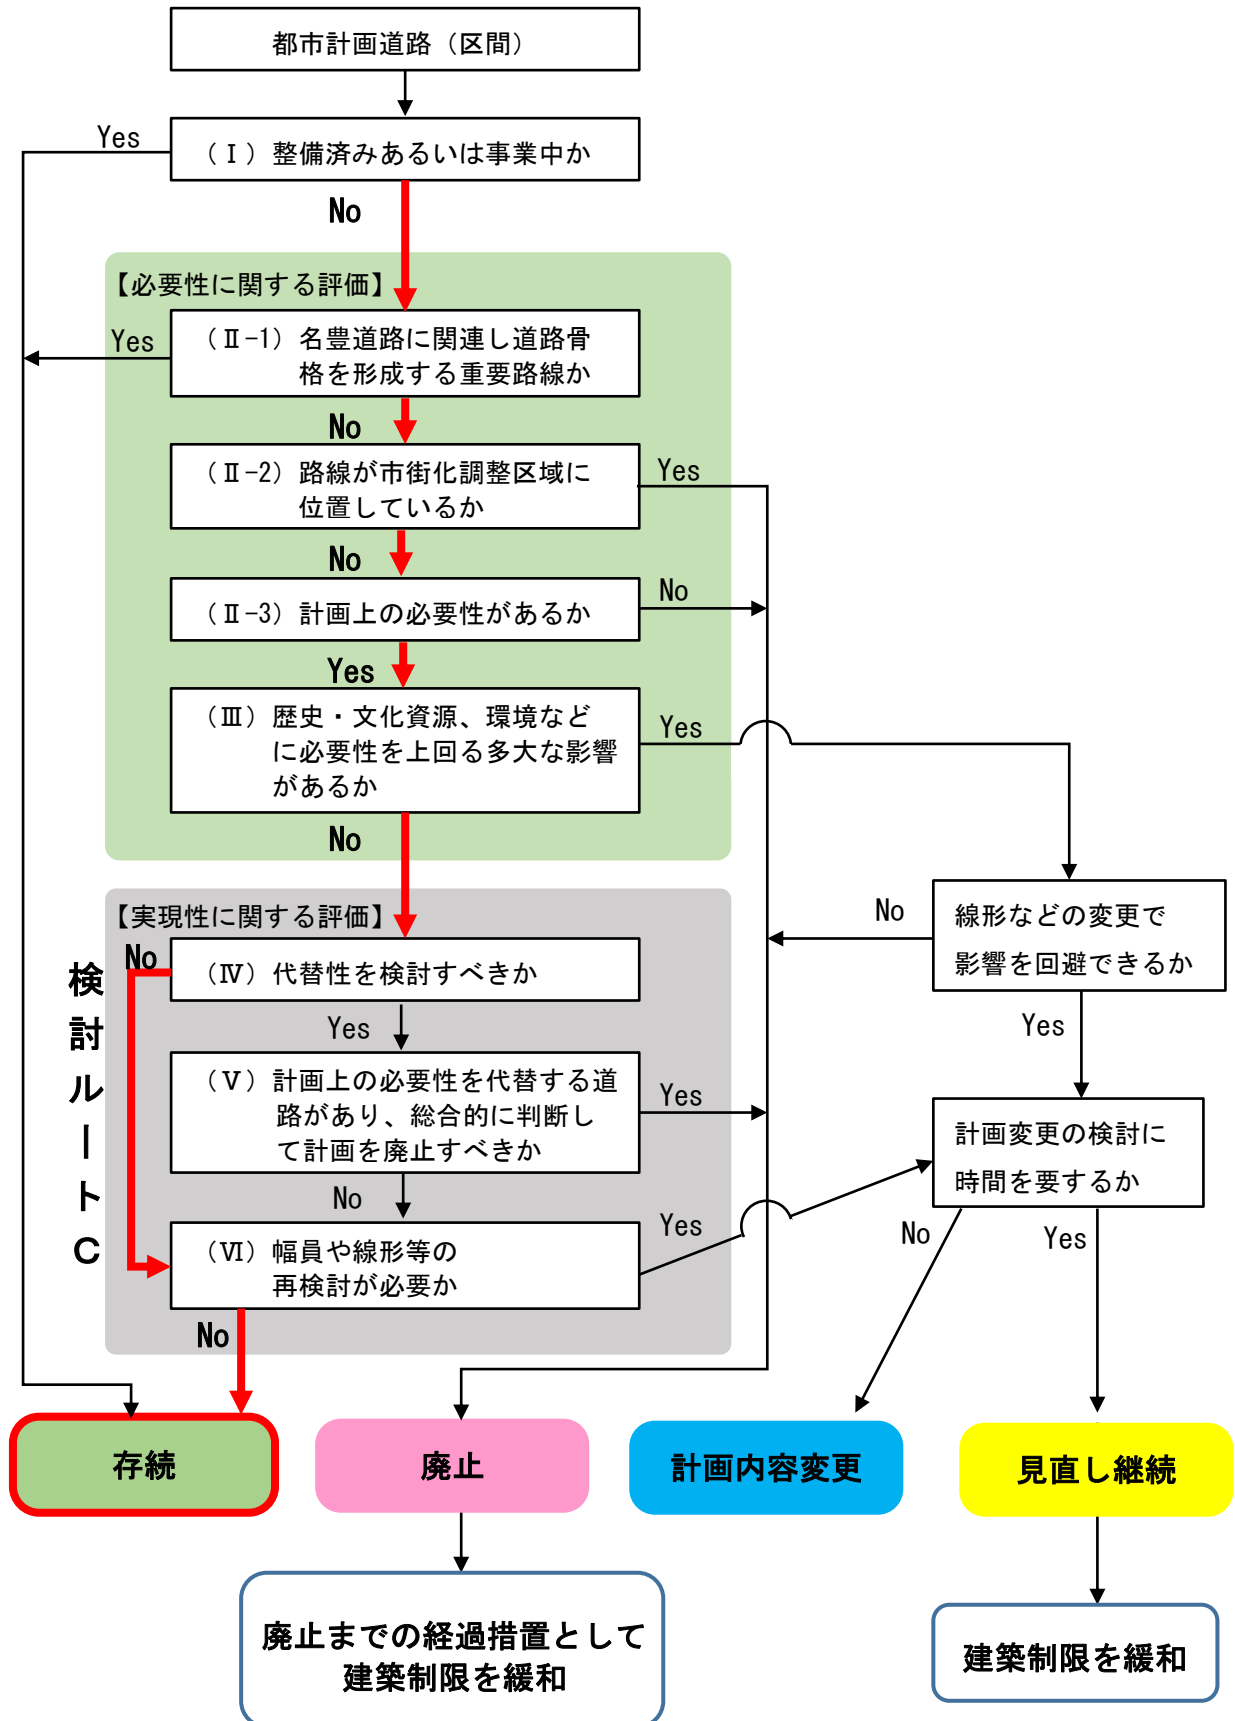 都市計画道路（区間）
Yes
（Ⅰ）整備済みあるいは事業中か
No
【必要性に関する評価】
Yes
（Ⅱ-1）名豊道路に関連し道路骨
格を形成する重要路線か
No
（Ⅱ-2）路線が市街化調整区域に
位置しているか
Yes
No
（Ⅱ-3）計画上の必要性があるか
No
Yes
（Ⅲ）歴史・文化資源、環境など
に必要性を上回る多大な影響
があるか
Yes
No
線形などの変更で
影響を回避できるか
No
Yes
【実現性に関する評価】
検討ルートC
No
（Ⅳ）代替性を検討すべきか
Yes
（Ⅴ）計画上の必要性を代替する道
路があり、総合的に判断し
て計画を廃止すべきか
Yes
No
計画変更の検討に
時間を要するか
（Ⅵ）幅員や線形等の
再検討が必要か
Yes
No
Yes
No
存続
廃止
計画内容変更
見直し継続
廃止までの経過措置として
建築制限を緩和
建築制限を緩和